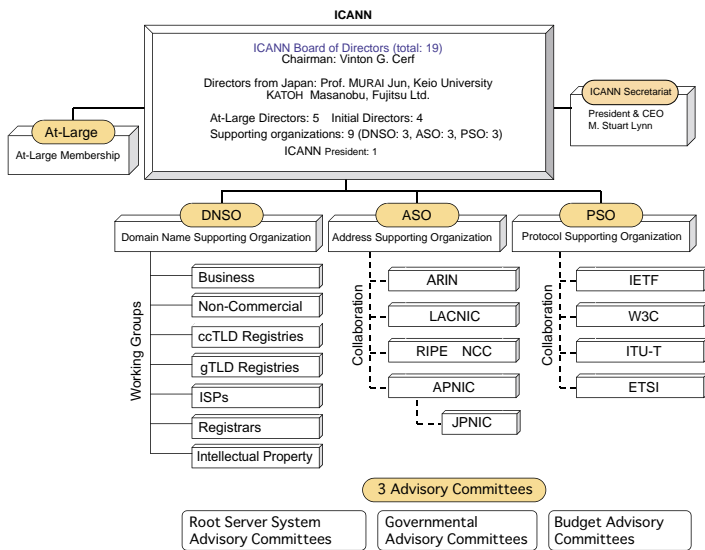 ICANN
ICANN Board of Directors (total: 19)
Chairman: Vinton G. Cerf
Directors from Japan: Prof. MURAI Jun, Keio University
KATOH Masanobu, Fujitsu Ltd.
At-Large Directors: 5 Initial Directors: 4
Supporting organizations: 9 (DNSO: 3, ASO: 3, PSO: 3)
ICANN President: 1
At-Large
At-Large Membership
ICANN Secretariat
President & CEO
M. Stuart Lynn
DNSO
Domain Name Supporting Organization
Working Groups
Business
Non-Commercial
ccTLD Registries
gTLD Registries
ISPs
Registrars
Intellectual Property
ASO
Address Supporting Organization
Collaboration
ARIN
LACNIC
RIPE NCC
APNIC
JPNIC
PSO
Protocol Supporting Organization
Collaboration
IETF
W3C
ITU-T
ETSI
3 Advisory Committees
Root Server System
Advisory Committees
Governmental
Advisory Committees
Budget Advisory
Committees